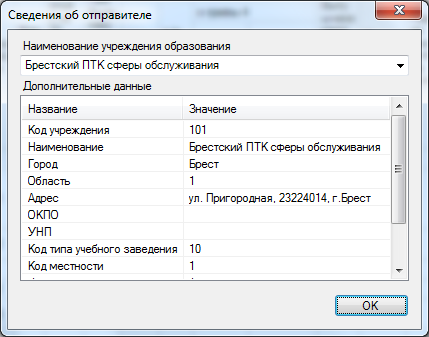 Сведения об отправителе
Наименование учреждения образования
Брестский ПТК сферы обслуживания
Дополнительные данные
Название Значение
Код учреждения 101
Наименование Брестский ПТК сферы обслуживания
Город Брест
Область 1
Адрес ул. Пригородная, 23224014, г.Брест
ОКПО
УНП
Код типа учебного заведения 10
Код местности 1
OK